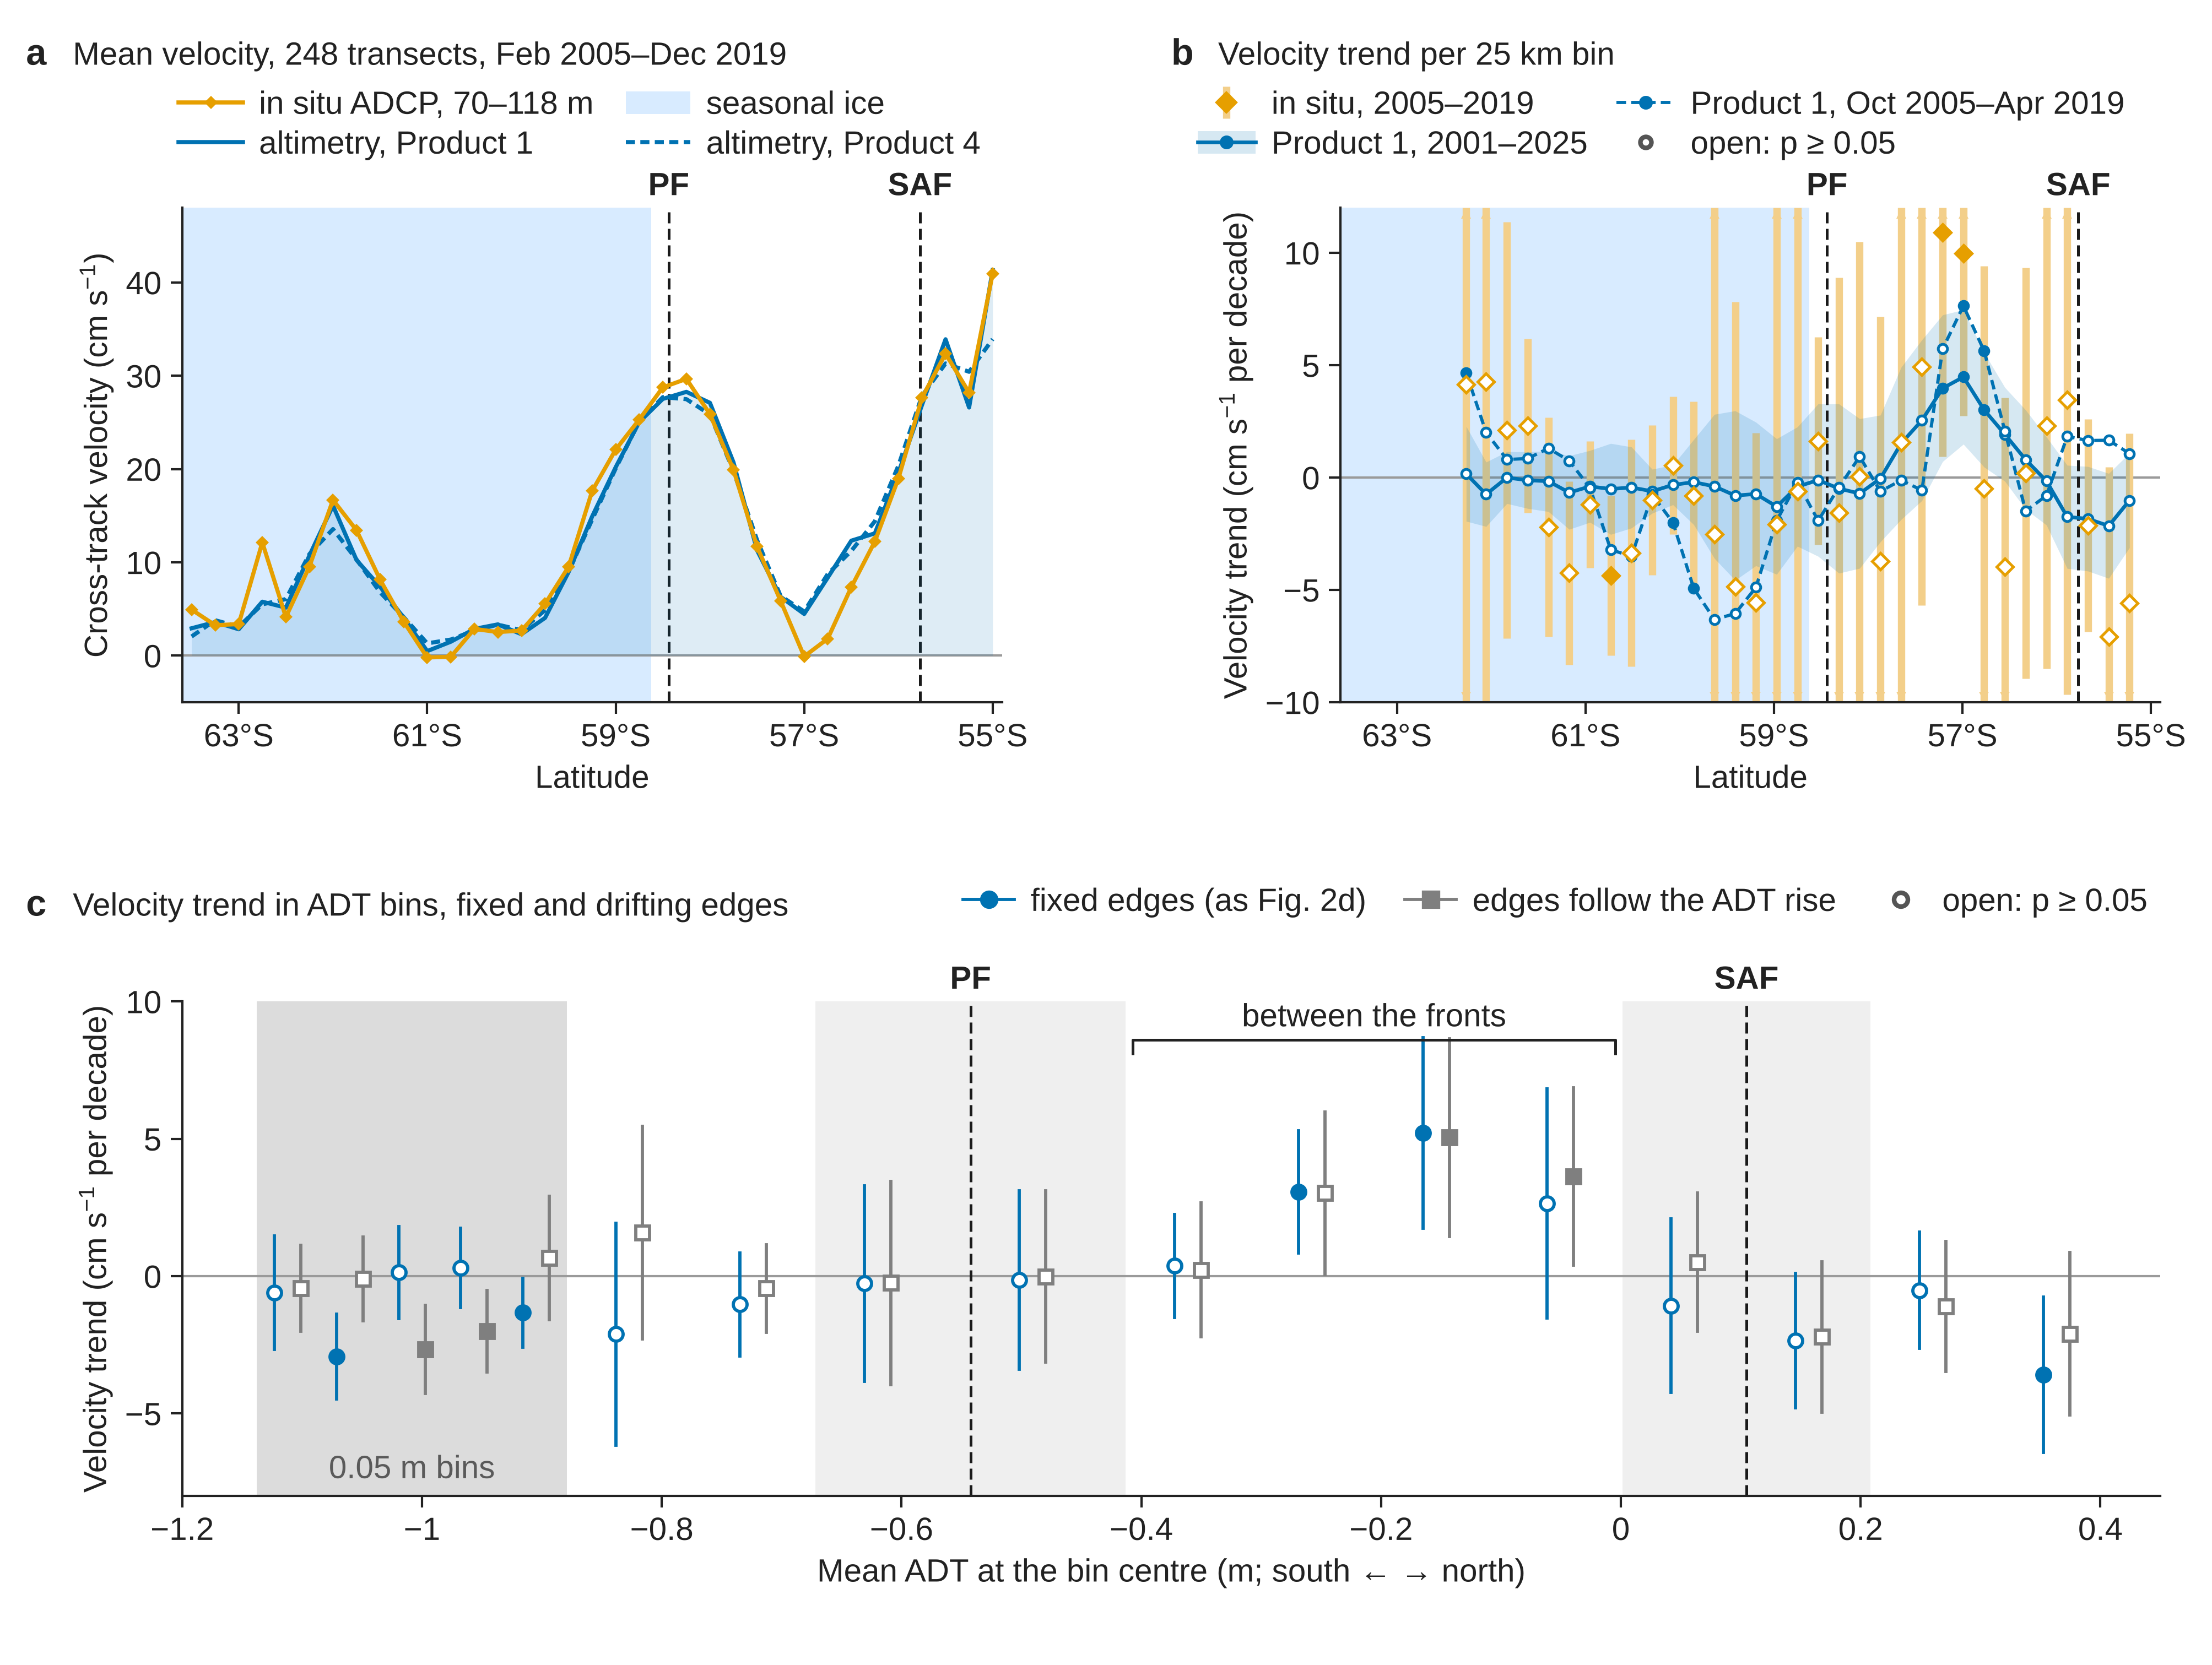 a Mean velocity, 248 transects, Feb 2005–Dec 2019
in situ ADCP, 70–118 m
seasonal ice
altimetry, Product 1
altimetry, Product 4
PF
SAF
Cross-track velocity (cm s⁻¹)
40
30
20
10
0
63°S
61°S
59°S
57°S
55°S
Latitude
b Velocity trend per 25 km bin
in situ, 2005–2019
Product 1, Oct 2005–Apr 2019
Product 1, 2001–2025
open: p ≥ 0.05
PF
SAF
Velocity trend (cm s⁻¹ per decade)
10
5
0
−5
−10
63°S
61°S
59°S
57°S
55°S
Latitude
c Velocity trend in ADT bins, fixed and drifting edges
fixed edges (as Fig. 2d)
edges follow the ADT rise
open: p ≥ 0.05
PF
SAF
between the fronts
Velocity trend (cm s⁻¹ per decade)
10
5
0
−5
0.05 m bins
−1.2
−1
−0.8
−0.6
−0.4
−0.2
0
0.2
0.4
Mean ADT at the bin centre (m; south ← → north)